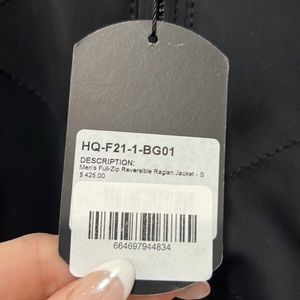 HQ-F21-1-BG01
DESCRIPTION:
Men's Full-Zip Reversible Raglan Jacket - S
$ 425.00
664697944834